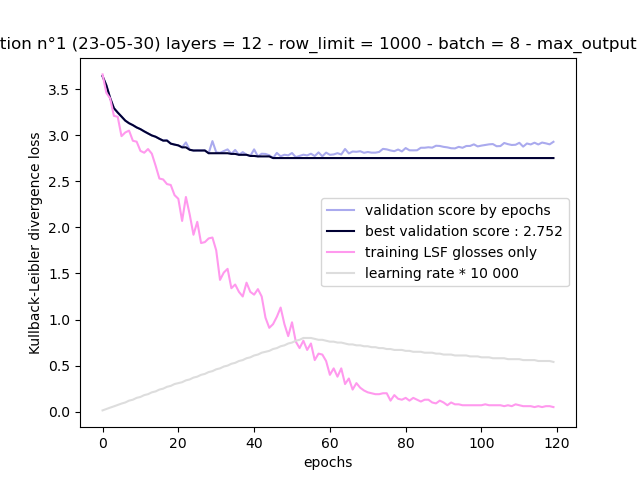 tion n°1 (23-05-30) layers = 12 - row_limit = 1000 - batch = 8 - max_output
Kullback-Leibler divergence loss
3.5
3.0
2.5
2.0
1.5
1.0
0.5
0.0
validation score by epochs
best validation score : 2.752
training LSF glosses only
learning rate * 10 000
0 20 40 60 80 100 120
epochs